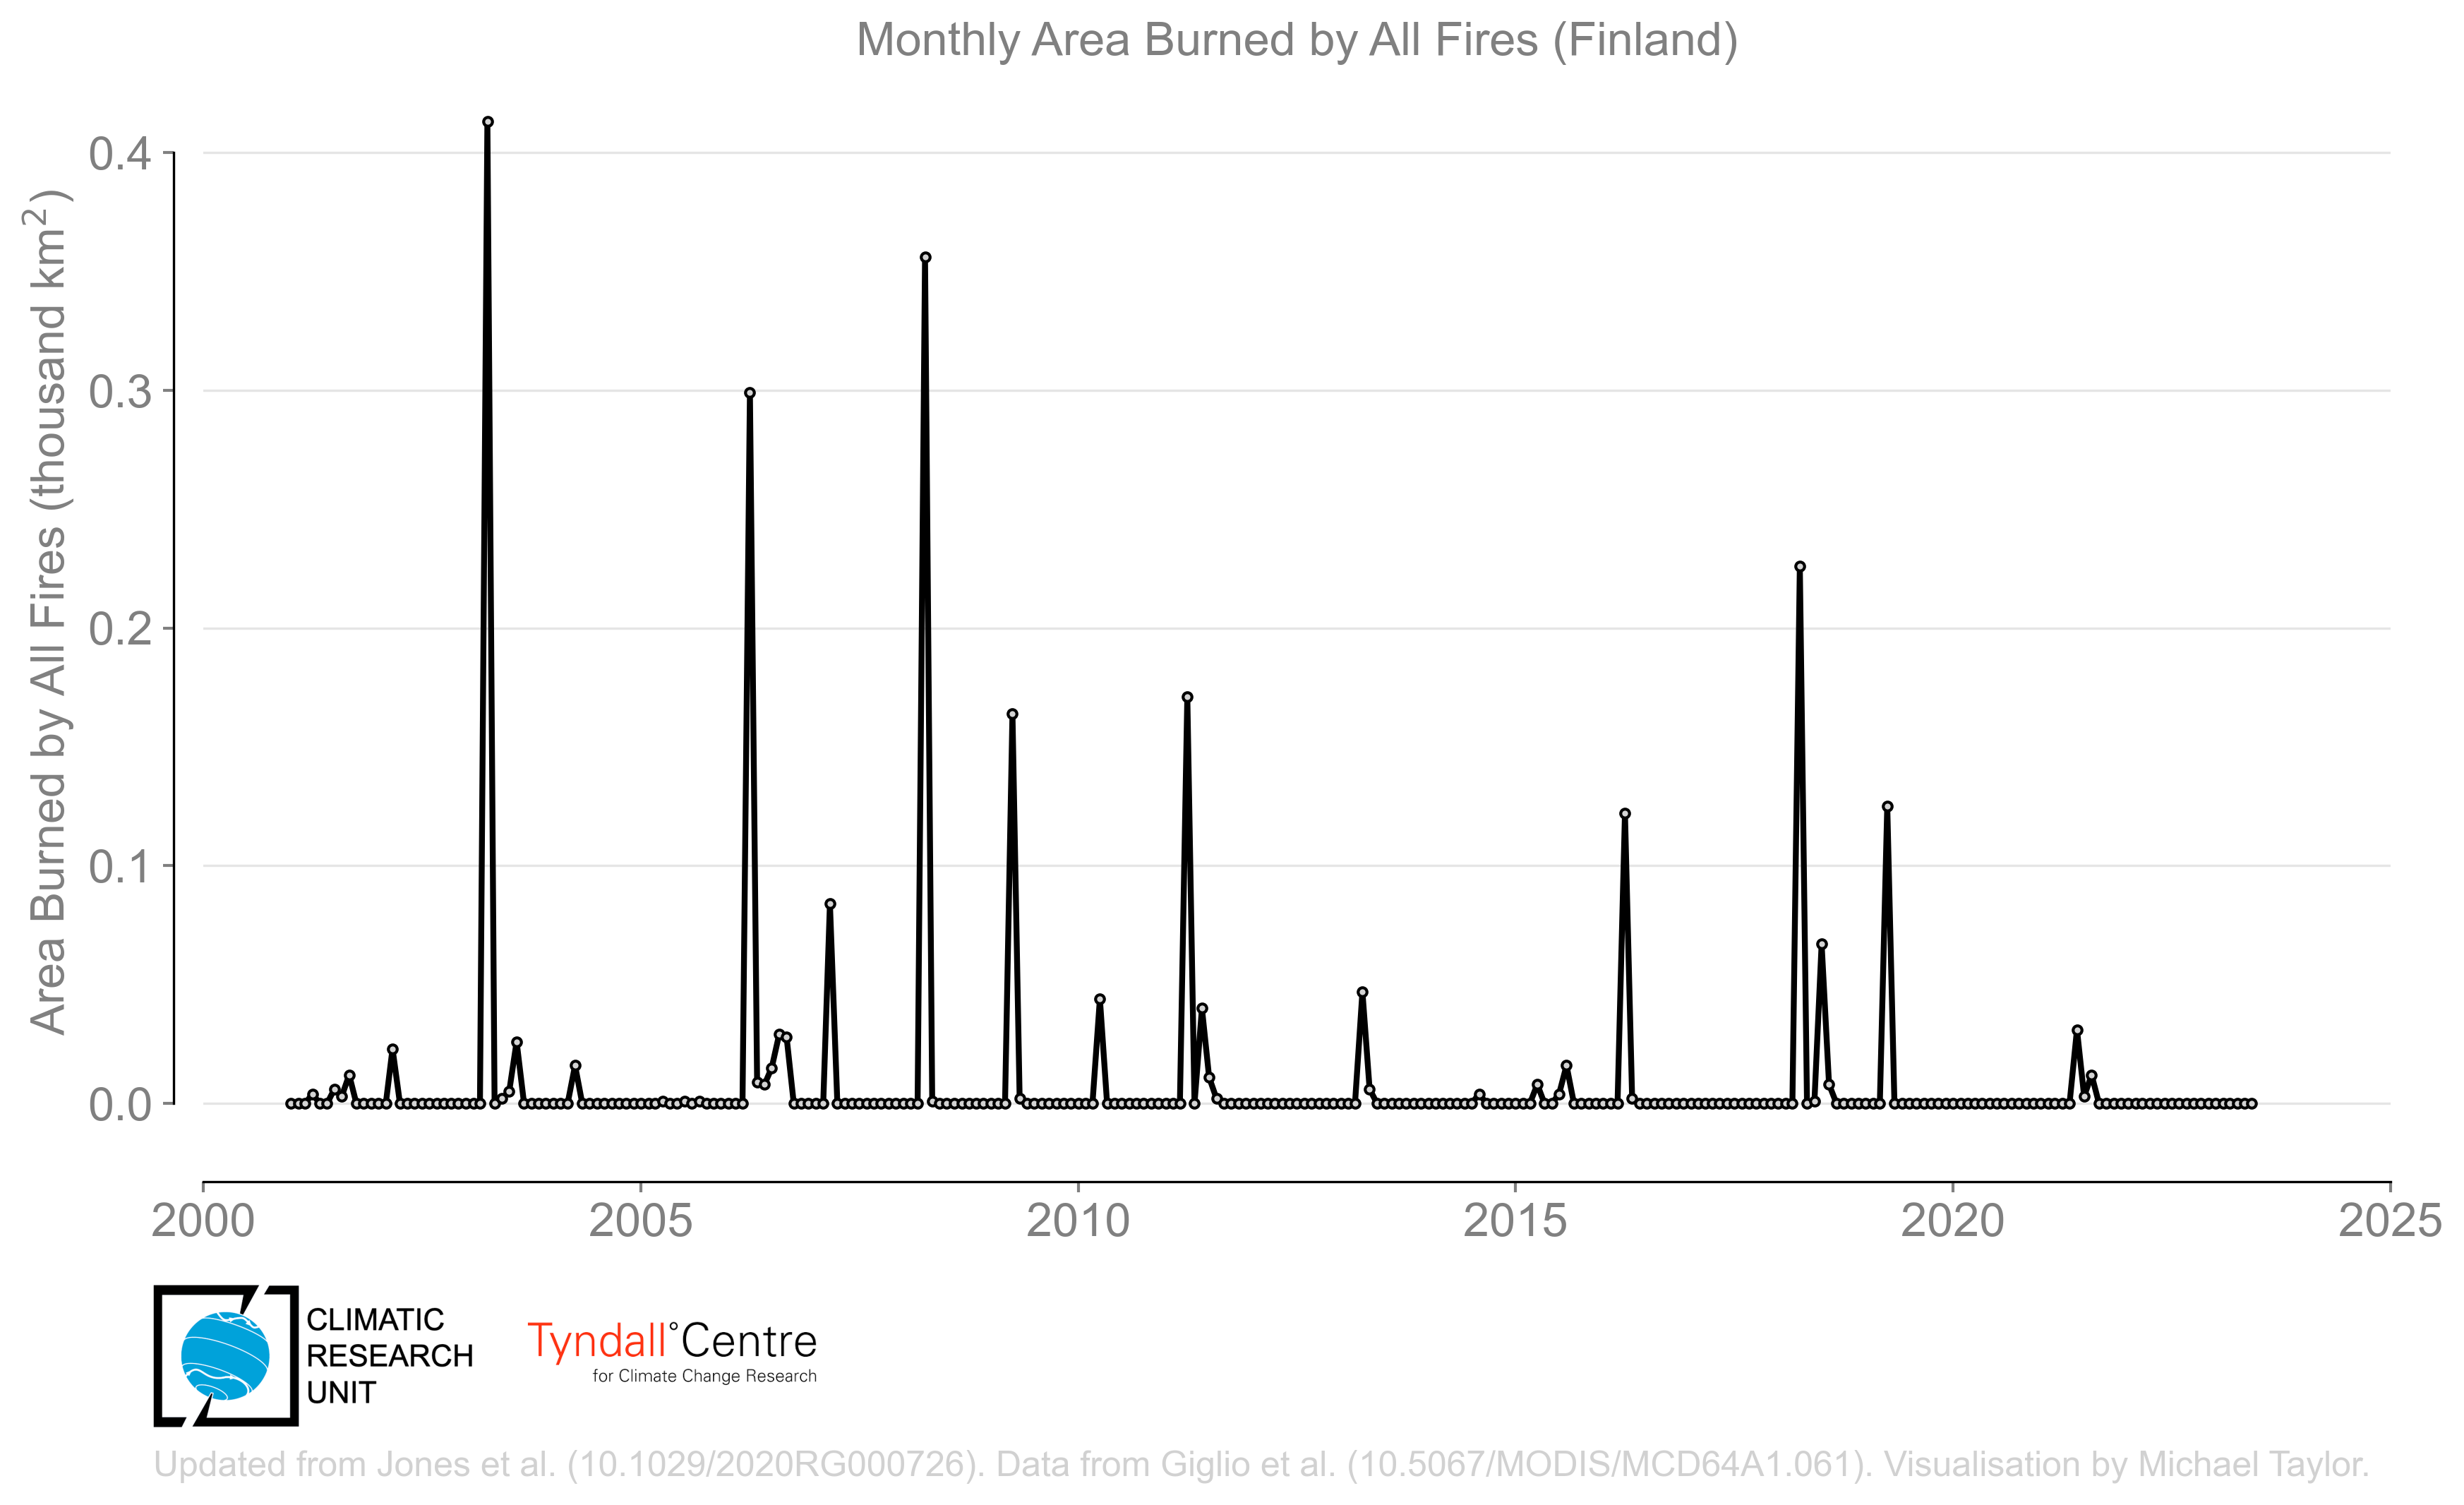 Monthly Area Burned by All Fires (Finland)
Area Burned by All Fires (thousand km²)
0.4
0.3
0.2
0.1
0.0
2000 2005 2010 2015 2020 2025
CLIMATIC
RESEARCH
UNIT
Tyndall°Centre
for Climate Change Research
Updated from Jones et al. (10.1029/2020RG000726). Data from Giglio et al. (10.5067/MODIS/MCD64A1.061). Visualisation by Michael Taylor.